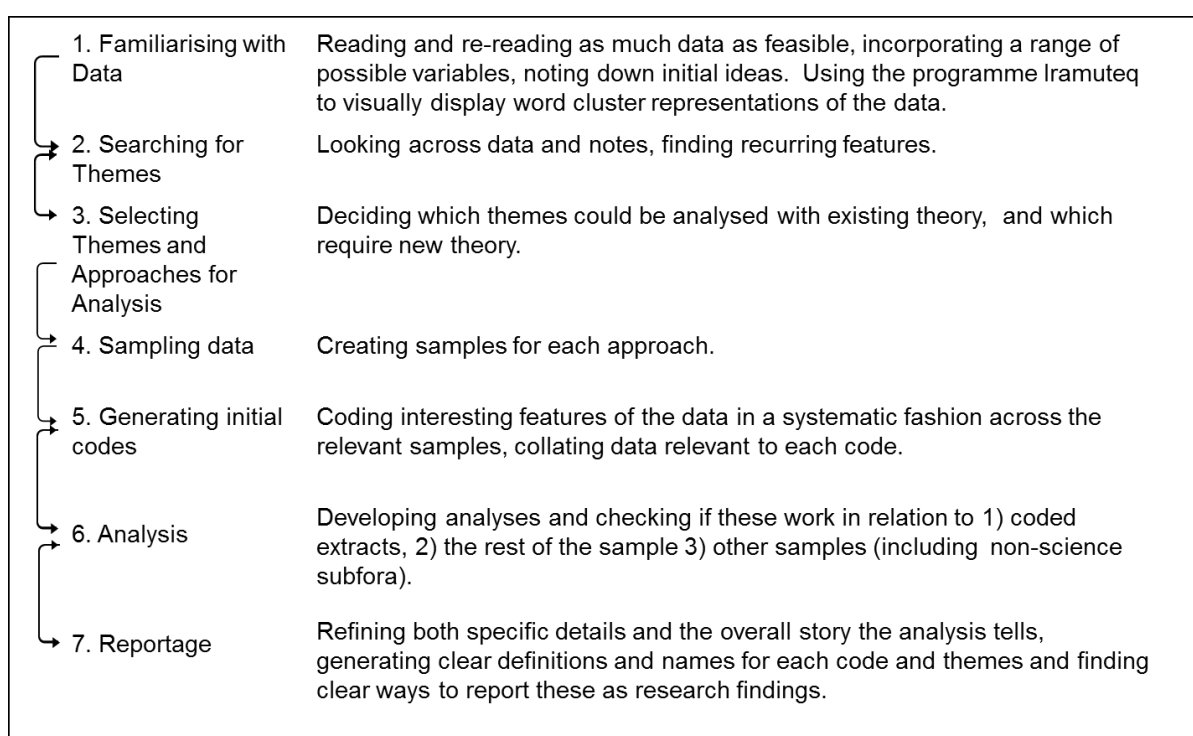 1. Familiarising with Data
Reading and re-reading as much data as feasible, incorporating a range of
possible variables, noting down initial ideas.  Using the programme Iramuteq
to visually display word cluster representations of the data.
2. Searching for
Themes
Looking across data and notes, finding recurring features.
3. Selecting
Themes and
Approaches for
Analysis
Deciding which themes could be analysed with existing theory,  and which
require new theory.
4. Sampling data
Creating samples for each approach.
5. Generating initial
codes
Coding interesting features of the data in a systematic fashion across the
relevant samples, collating data relevant to each code.
6. Analysis
Developing analyses and checking if these work in relation to 1) coded
extracts, 2) the rest of the sample 3) other samples (including  non-science
subfora).
7. Reportage
Refining both specific details and the overall story the analysis tells,
generating clear definitions and names for each code and themes and finding
clear ways to report these as research findings.